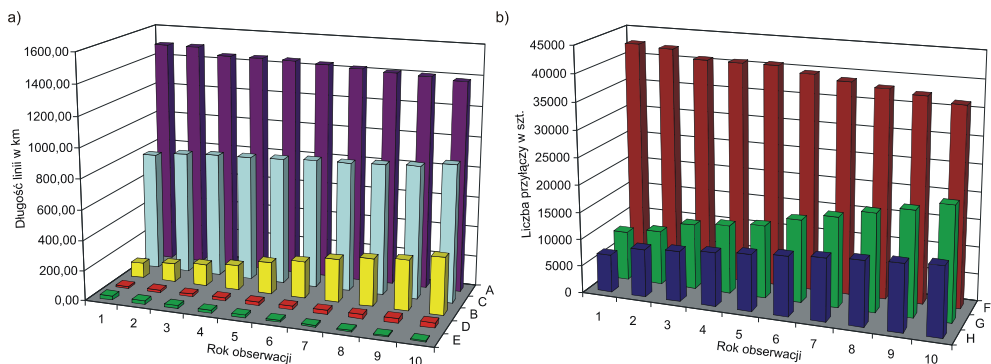 a)
1600,00
1400,00
1200,00
1000,00
800,00
600,00
400,00
200,00
0,00
Długość linii w km
1 2 3 4 5 6 7 8 9 10
Rok obserwacji
A
C
B
D
E
b)
45000
40000
35000
30000
25000
20000
15000
10000
5000
0
Liczba przyłączy w szt.
1 2 3 4 5 6 7 8 9 10
Rok obserwacji
F
G
H